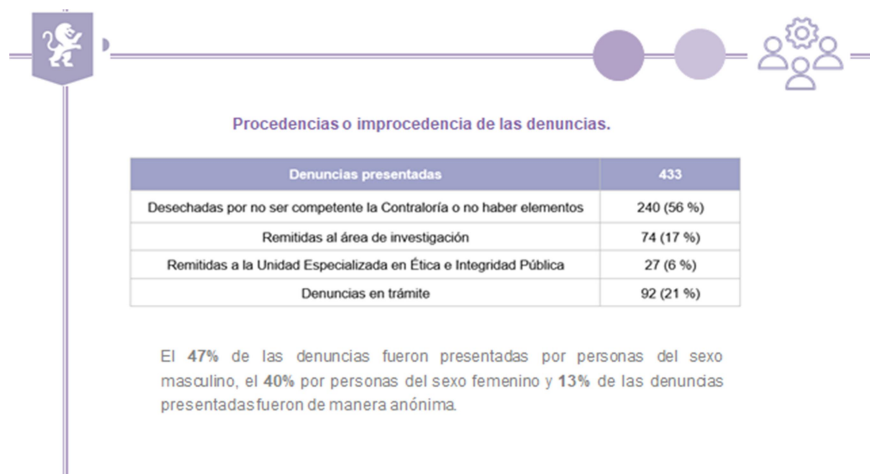 Procedencias o improcedencia de las denuncias.
Denuncias presentadas 433
Desechadas por no ser competente la Contraloría o no haber elementos 240 (56 %)
Remitidas al área de investigación 74 (17 %)
Remitidas a la Unidad Especializada en Ética e Integridad Pública 27 (6 %)
Denuncias en trámite 92 (21 %)
El 47% de las denuncias fueron presentadas por personas del sexo
masculino, el 40% por personas del sexo femenino y 13% de las denuncias
presentadas fueron de manera anónima.